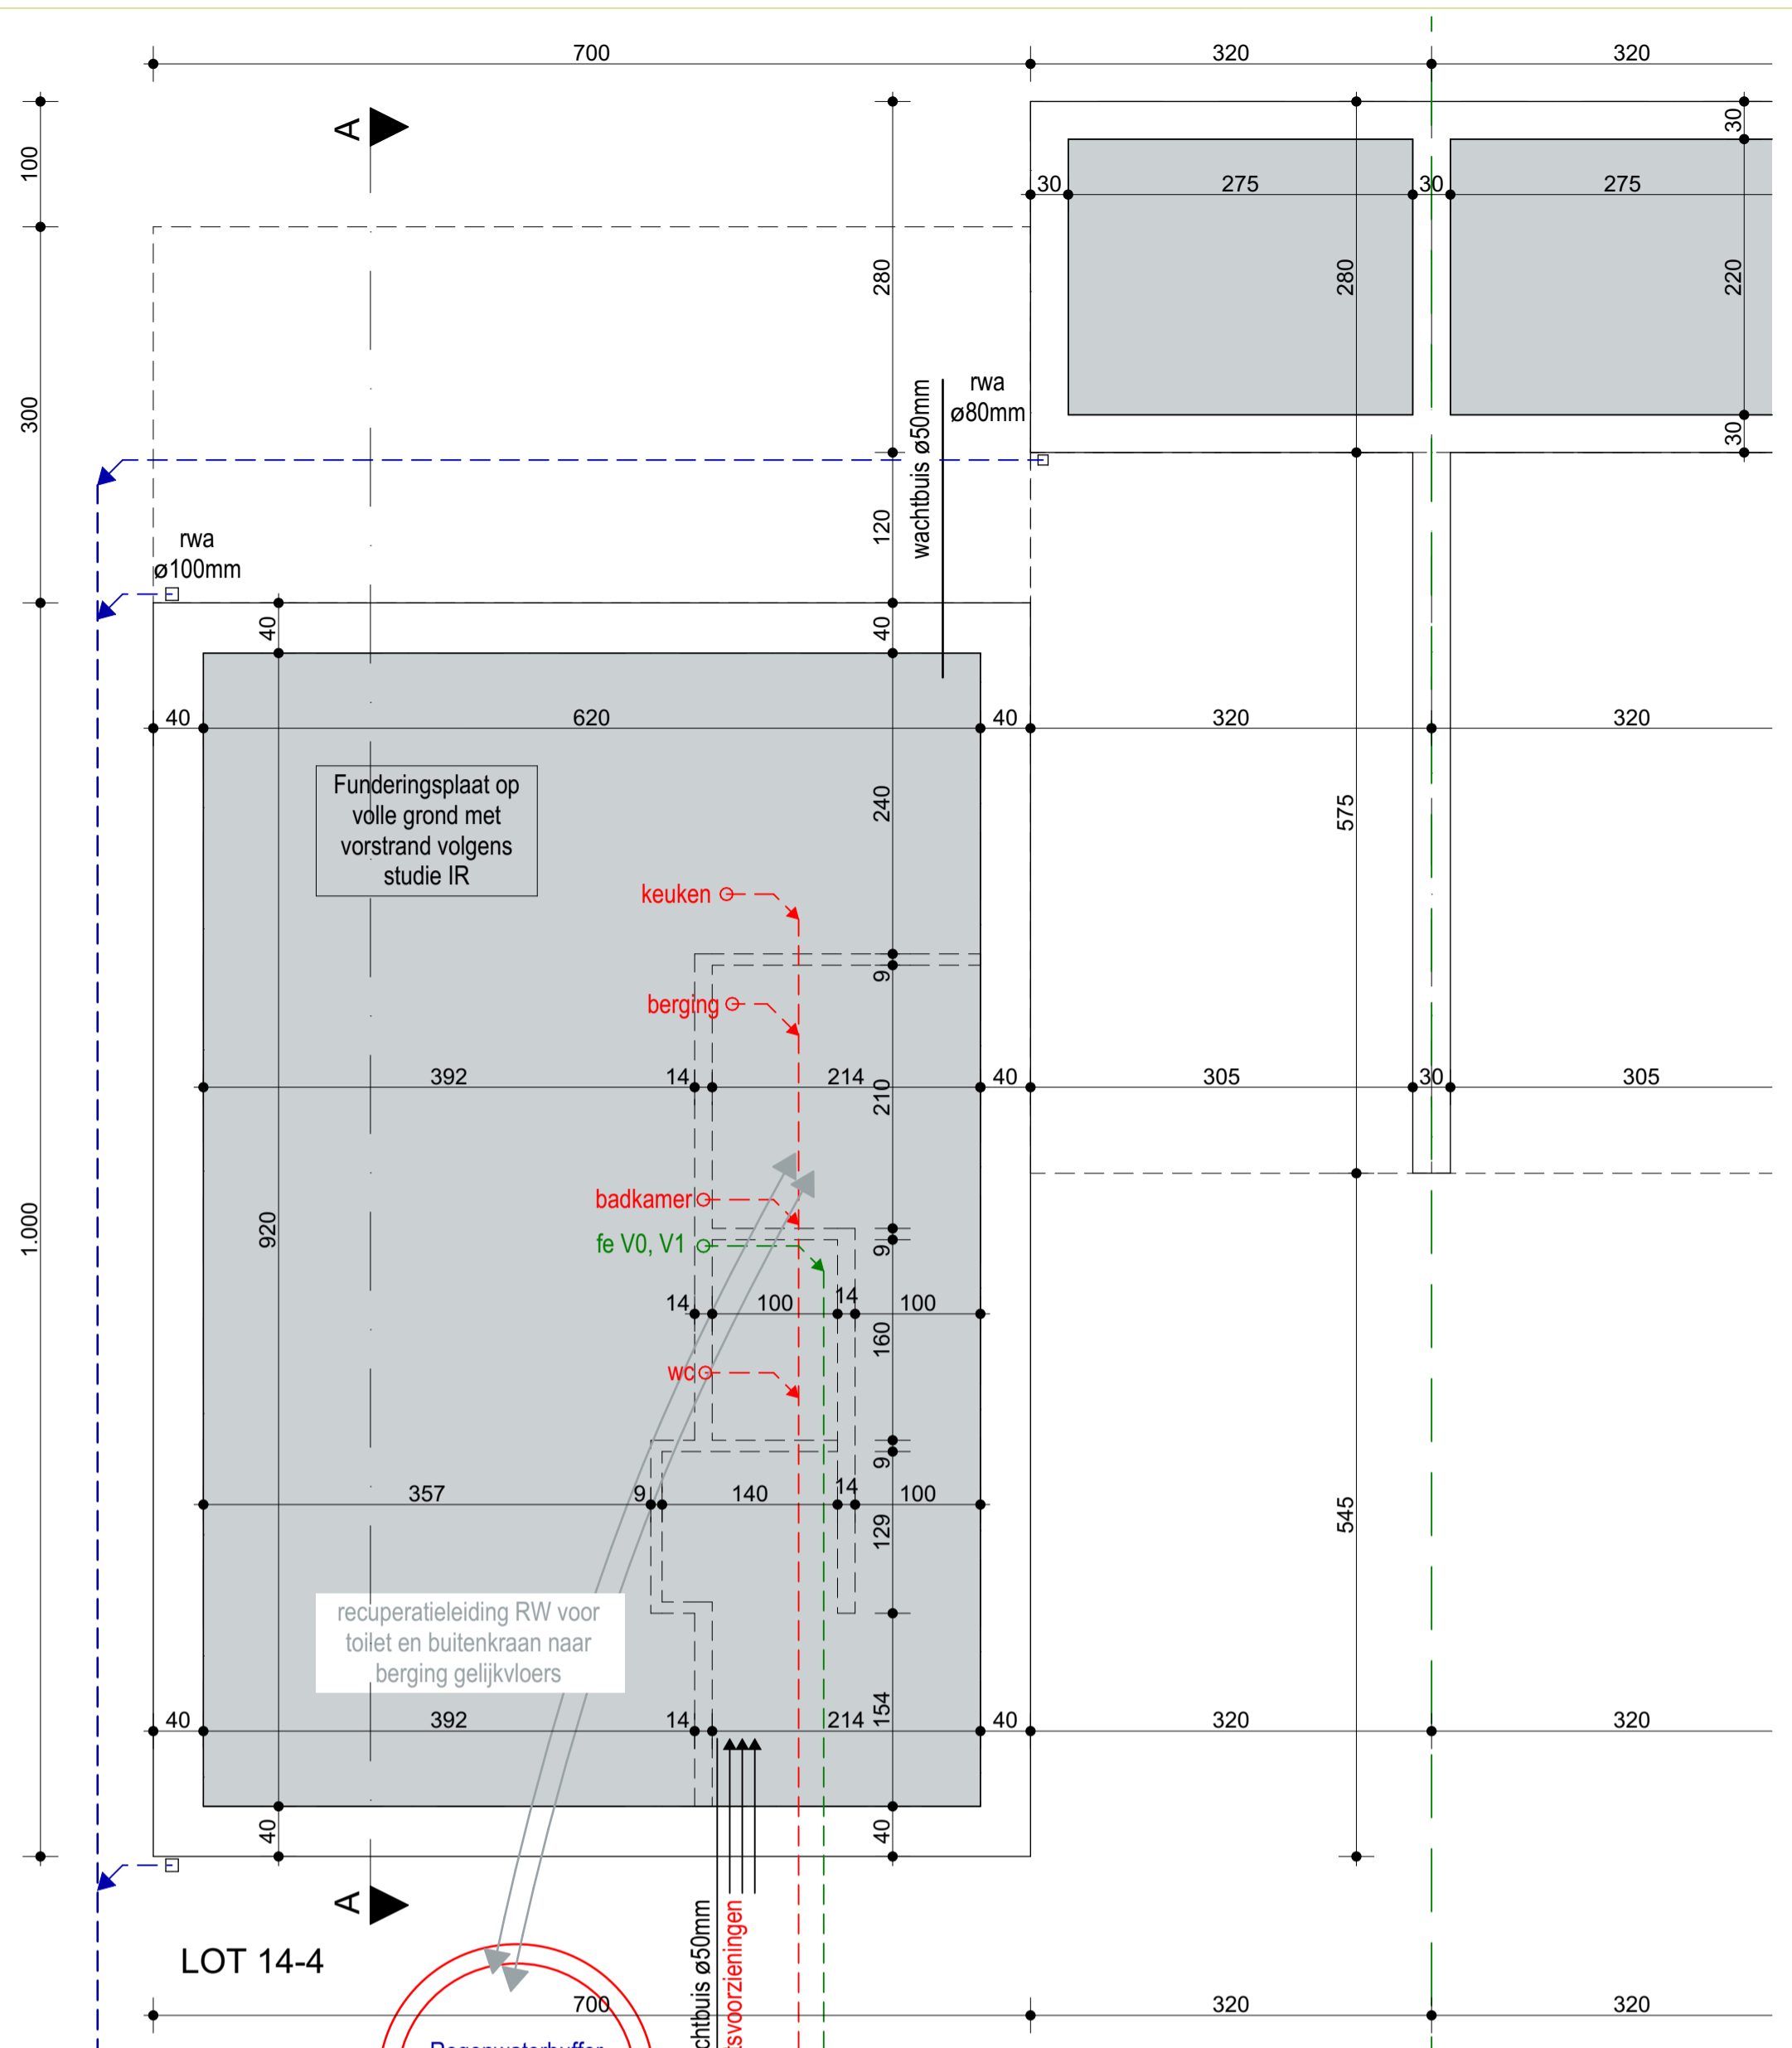 700
320
320
A
100
30
30
275
30
275
280
280
220
300
rwa
ø80mm
wachtbuis ø50mm
30
120
rwa
ø100mm
40
40
40
620
40
320
320
Funderingsplaat op
volle grond met
vorstrand volgens
studie IR
240
575
keuken
9
berging
392
14
214
40
305
30
305
210
1.000
920
badkamer
fe V0, V1
9
14
100
14
100
160
wc
9
357
9
140
14
100
129
545
recuperatieleiding RW voor
toilet en buitenkraan naar
berging gelijkvloers
154
40
392
14
214
40
320
320
40
40
A
LOT 14-4
chtbuis ø50mm
tsvoorzieningen
700
320
320